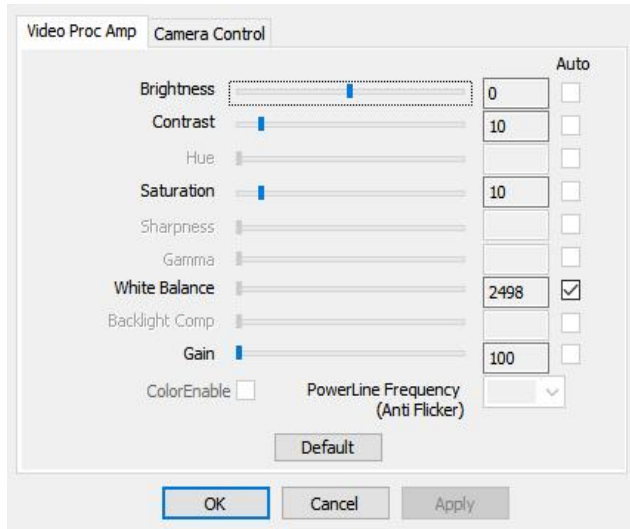 Video Proc Amp Camera Control
Auto
Brightness 0
Contrast 10
Hue
Saturation 10
Sharpness
Gamma
White Balance 2498
Backlight Comp
Gain 100
ColorEnable PowerLine Frequency
(Anti Flicker)
Default
OK Cancel Apply